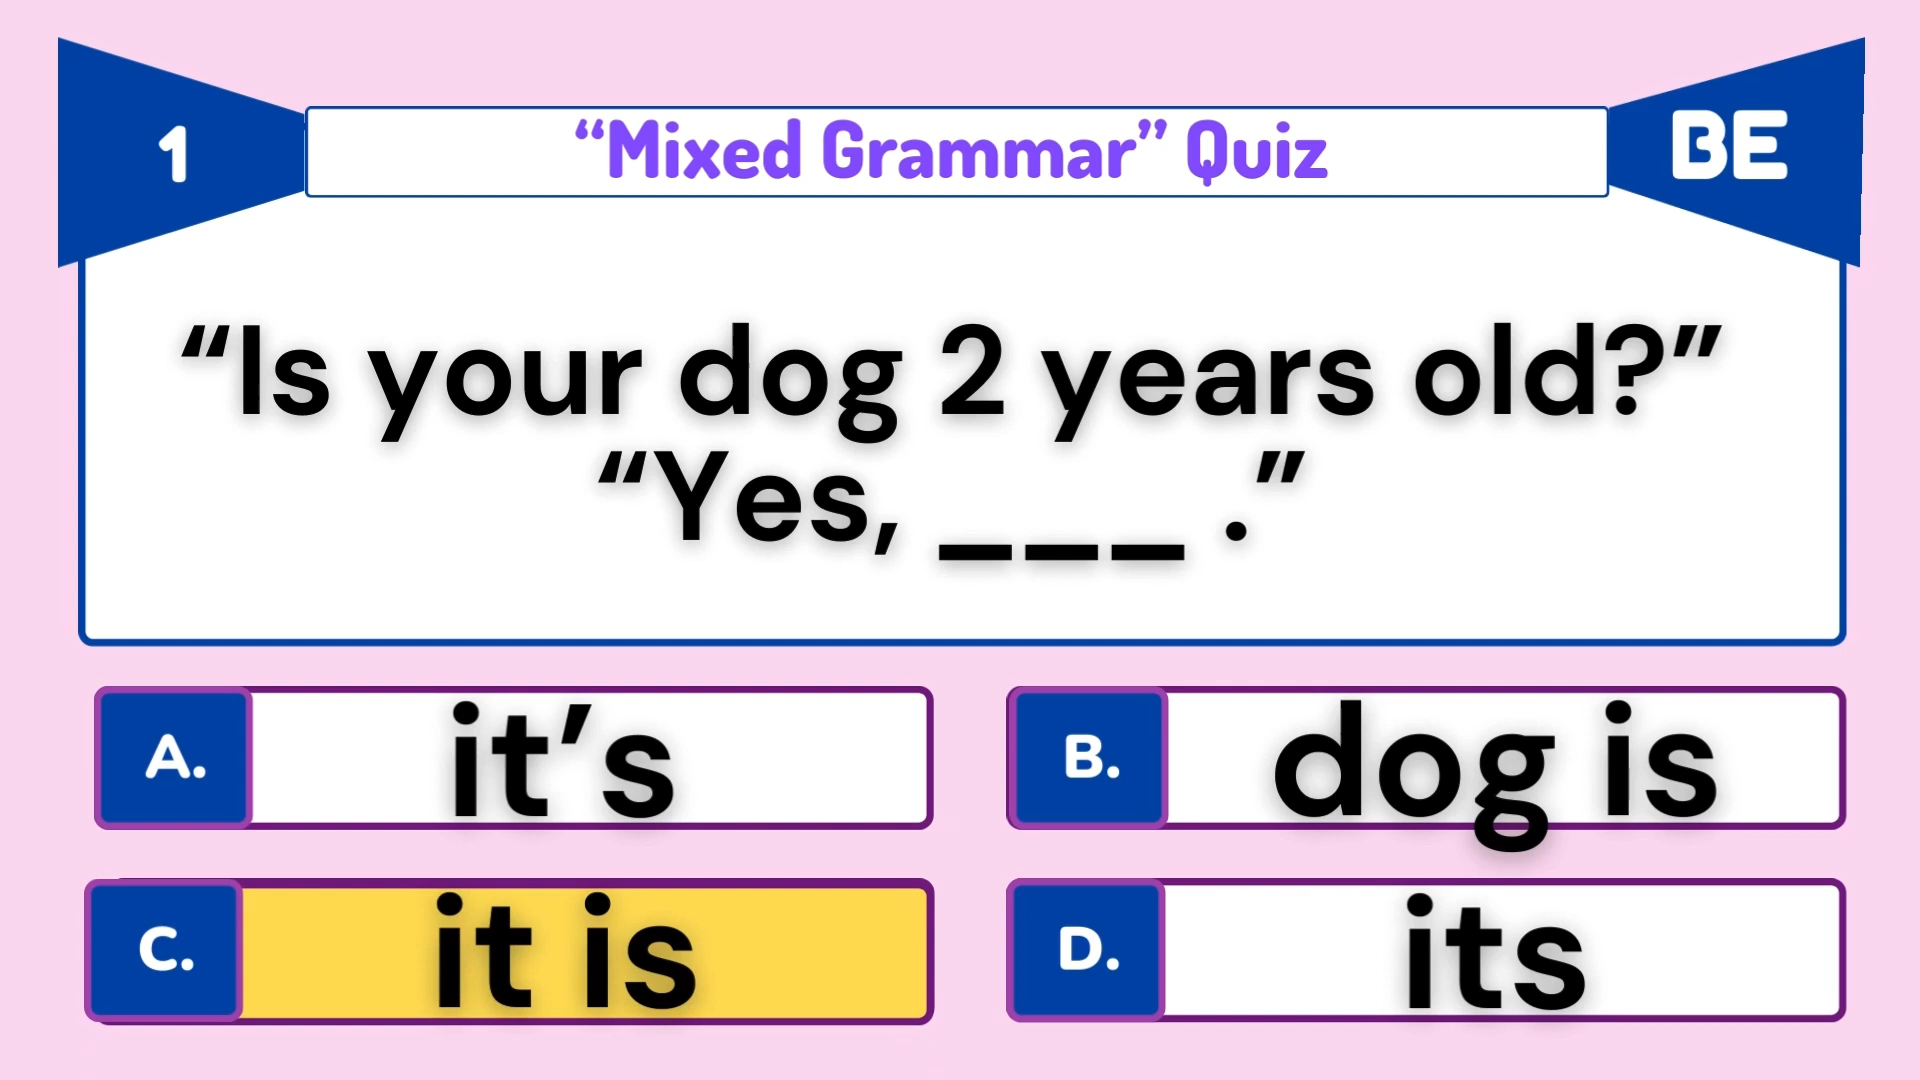 1
“Mixed Grammar” Quiz
BE
“Is your dog 2 years old?”
“Yes, ___ .”
A. it’s
B. dog is
C. it is
D. its